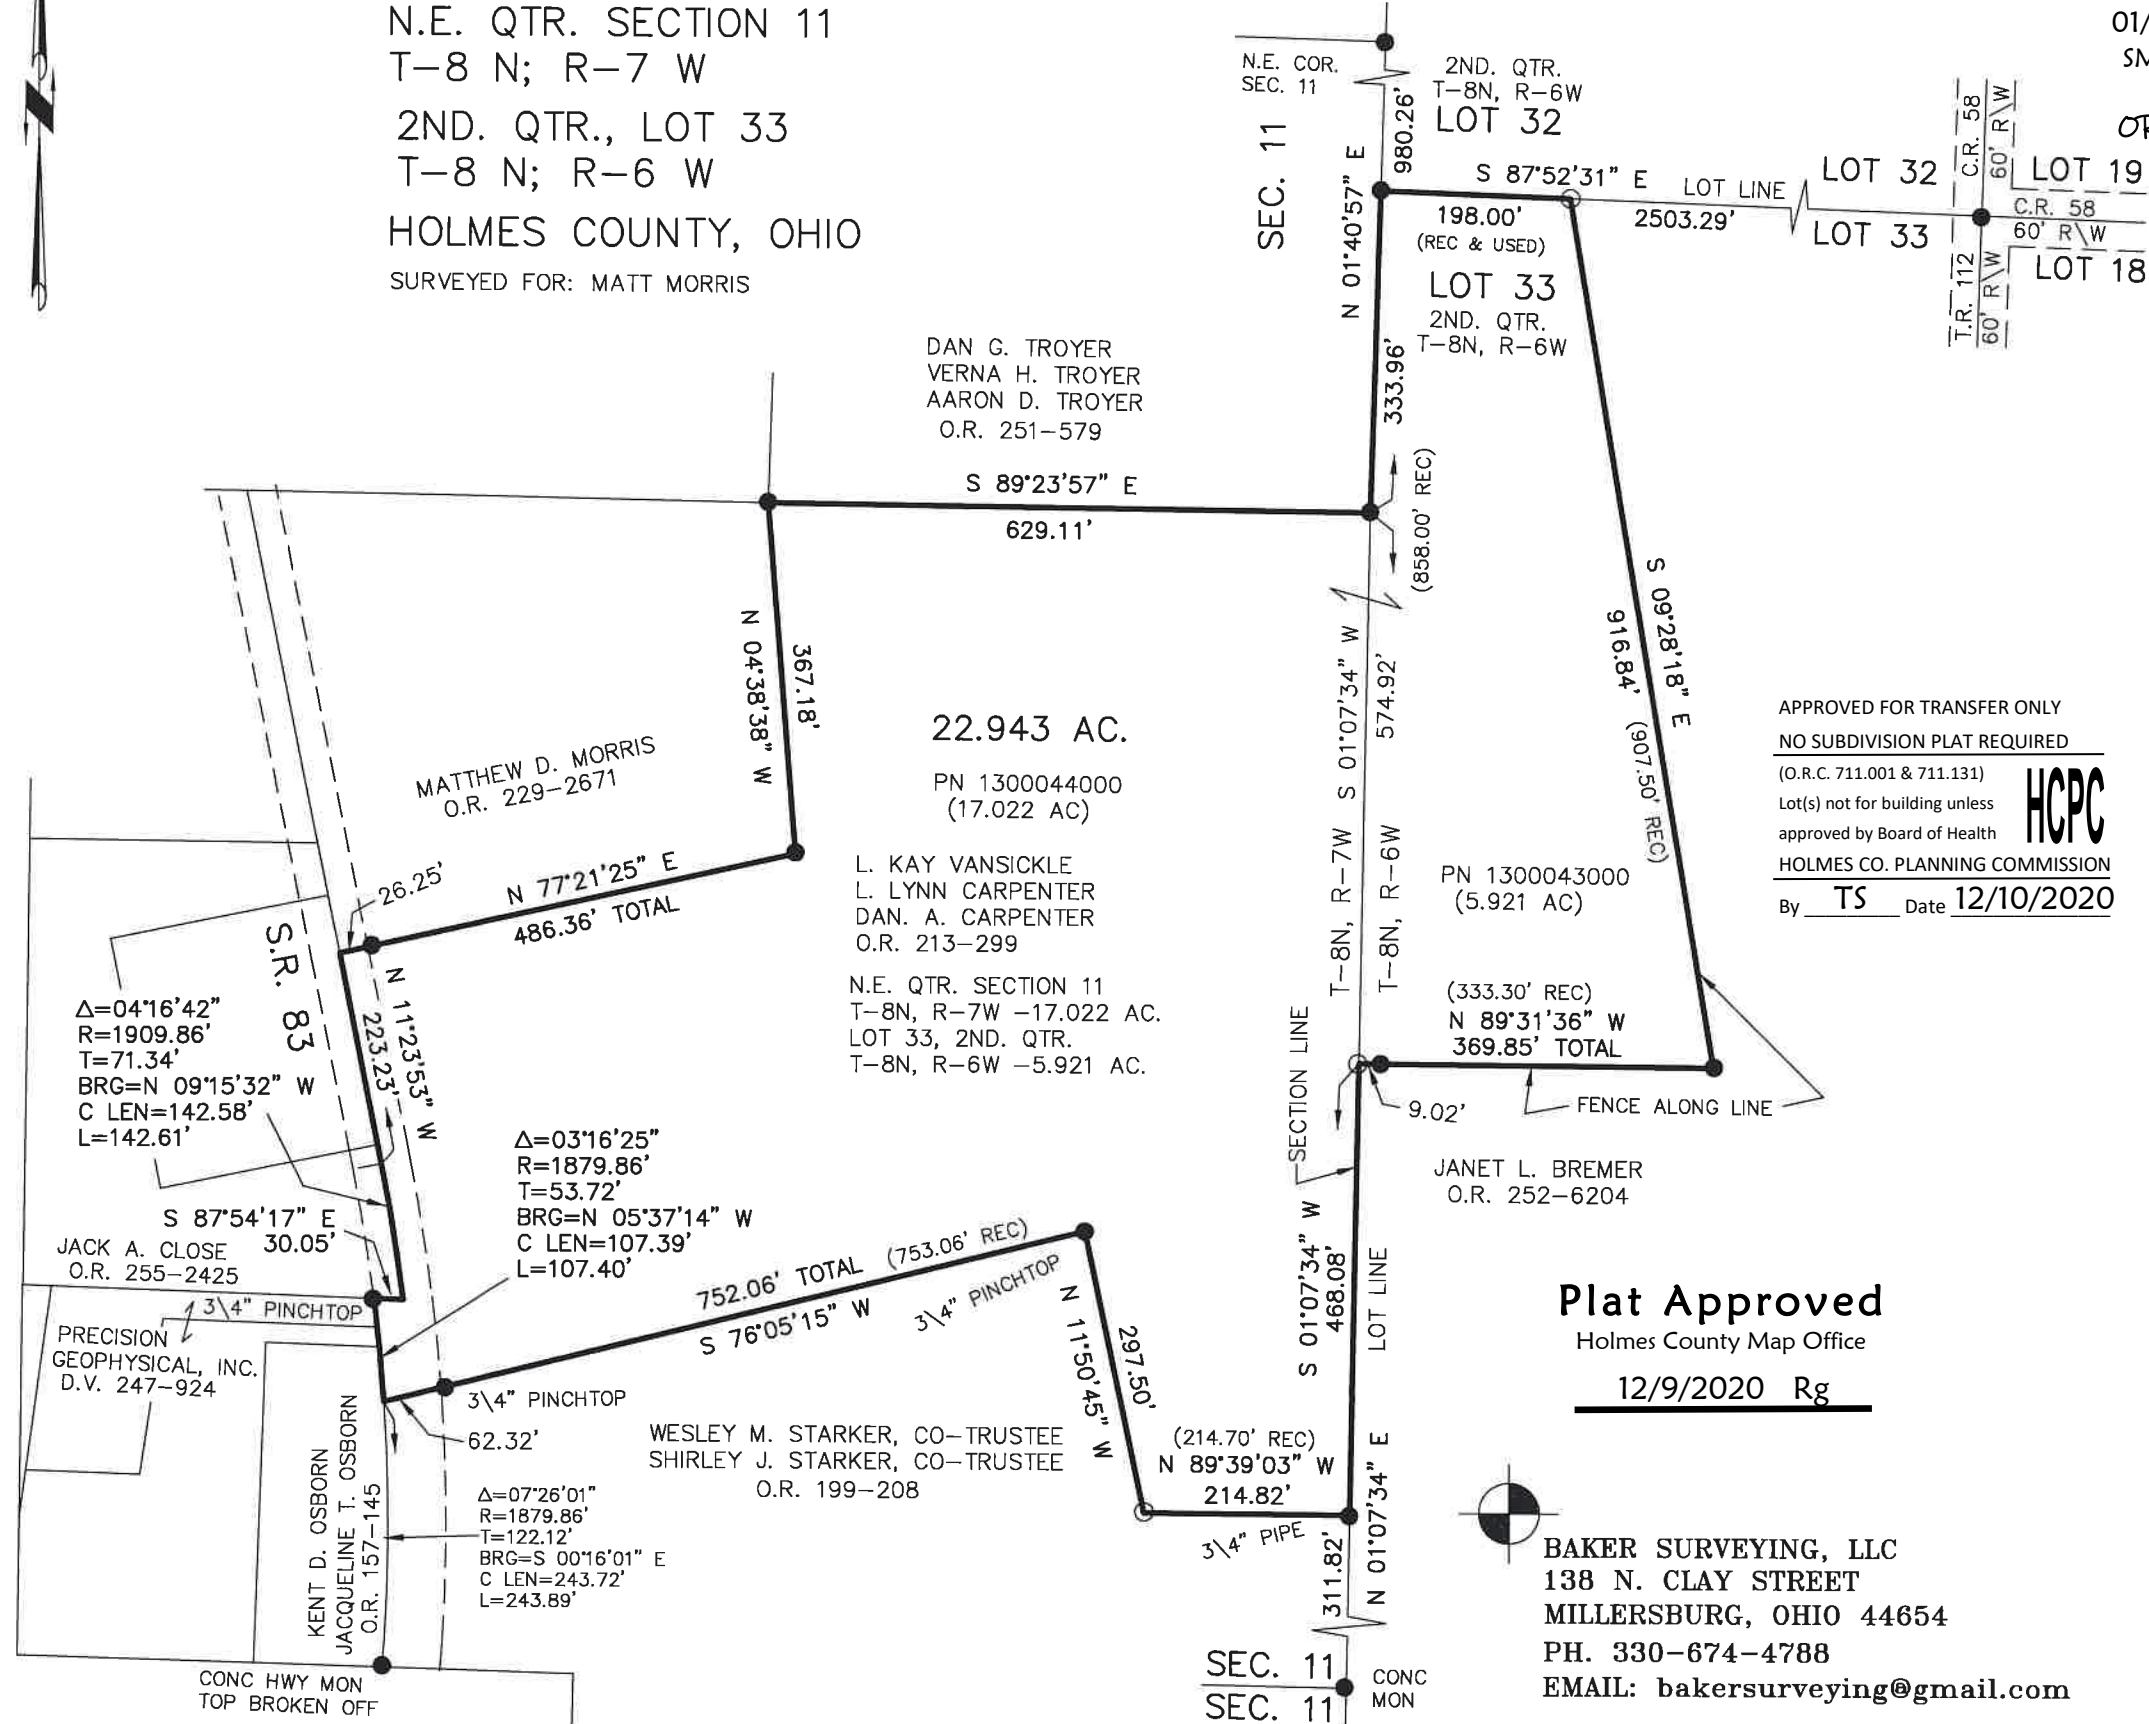 N.E. QTR. SECTION 11
T-8 N; R-7 W
2ND. QTR., LOT 33
T-8 N; R-6 W
HOLMES COUNTY, OHIO
SURVEYED FOR: MATT MORRIS
N
N.E. COR.
SEC. 11
SEC. 11
2ND. QTR.
T-8N, R-6W
LOT 32
980.26'
N 01°40'57" E
333.96'
S 87°52'31" E
198.00'
(REC & USED)
LOT LINE
2503.29'
LOT 33
2ND. QTR.
T-8N, R-6W
LOT 32
LOT 33
C.R. 58
60' R\W
T.R. 112
60' R\W
LOT 19
C.R. 58
60' R\W
LOT 18
01/
DAN G. TROYER
VERNA H. TROYER
AARON D. TROYER
O.R. 251-579
S 89°23'57" E
629.11'
(858.00' REC)
N 04°38'38" W
367.18'
MATTHEW D. MORRIS
O.R. 229-2671
22.943 AC.
PN 1300044000
(17.022 AC)
L. KAY VANSICKLE
L. LYNN CARPENTER
DAN. A. CARPENTER
O.R. 213-299
N.E. QTR. SECTION 11
T-8N, R-7W -17.022 AC.
LOT 33, 2ND. QTR.
T-8N, R-6W -5.921 AC.
T-8N, R-7W S 01°07'34" W
T-8N, R-6W 574.92'
S 09°28'18" E
916.84' (907.50' REC)
PN 1300043000
(5.921 AC)
APPROVED FOR TRANSFER ONLY
NO SUBDIVISION PLAT REQUIRED
(O.R.C. 711.001 & 711.131)
Lot(s) not for building unless
approved by Board of Health
HCPC
HOLMES CO. PLANNING COMMISSION
By TS Date 12/10/2020
26.25'
N 77°21'25" E
486.36' TOTAL
S.R. 83
N 11°23'53" W
223.23'
Δ=04°16'42"
R=1909.86'
T=71.34'
BRG=N 09°15'32" W
C LEN=142.58'
L=142.61'
(333.30' REC)
N 89°31'36" W
369.85' TOTAL
9.02'
FENCE ALONG LINE
SECTION LINE
JANET L. BREMER
O.R. 252-6204
Δ=03°16'25"
R=1879.86'
T=53.72'
BRG=N 05°37'14" W
C LEN=107.39'
L=107.40'
S 87°54'17" E
30.05'
JACK A. CLOSE
O.R. 255-2425
3\4" PINCHTOP
PRECISION
GEOPHYSICAL, INC.
D.V. 247-924
752.06' TOTAL (753.06' REC)
S 76°05'15" W
3\4" PINCHTOP
N 11°50'45" W
297.50'
S 01°07'34" W
468.08'
LOT LINE
3\4" PINCHTOP
62.32'
WESLEY M. STARKER, CO-TRUSTEE
SHIRLEY J. STARKER, CO-TRUSTEE
O.R. 199-208
(214.70' REC)
N 89°39'03" W
214.82'
3\4" PIPE
KENT D. OSBORN
JACQUELINE T. OSBORN
O.R. 157-145
Δ=07°26'01"
R=1879.86'
T=122.12'
BRG=S 00°16'01" E
C LEN=243.72'
L=243.89'
311.82'
N 01°07'34" E
CONC HWY MON
TOP BROKEN OFF
SEC. 11
SEC. 11
CONC
MON
Plat Approved
Holmes County Map Office
12/9/2020 Rg
BAKER SURVEYING, LLC
138 N. CLAY STREET
MILLERSBURG, OHIO 44654
PH. 330-674-4788
EMAIL: bakersurveying@gmail.com